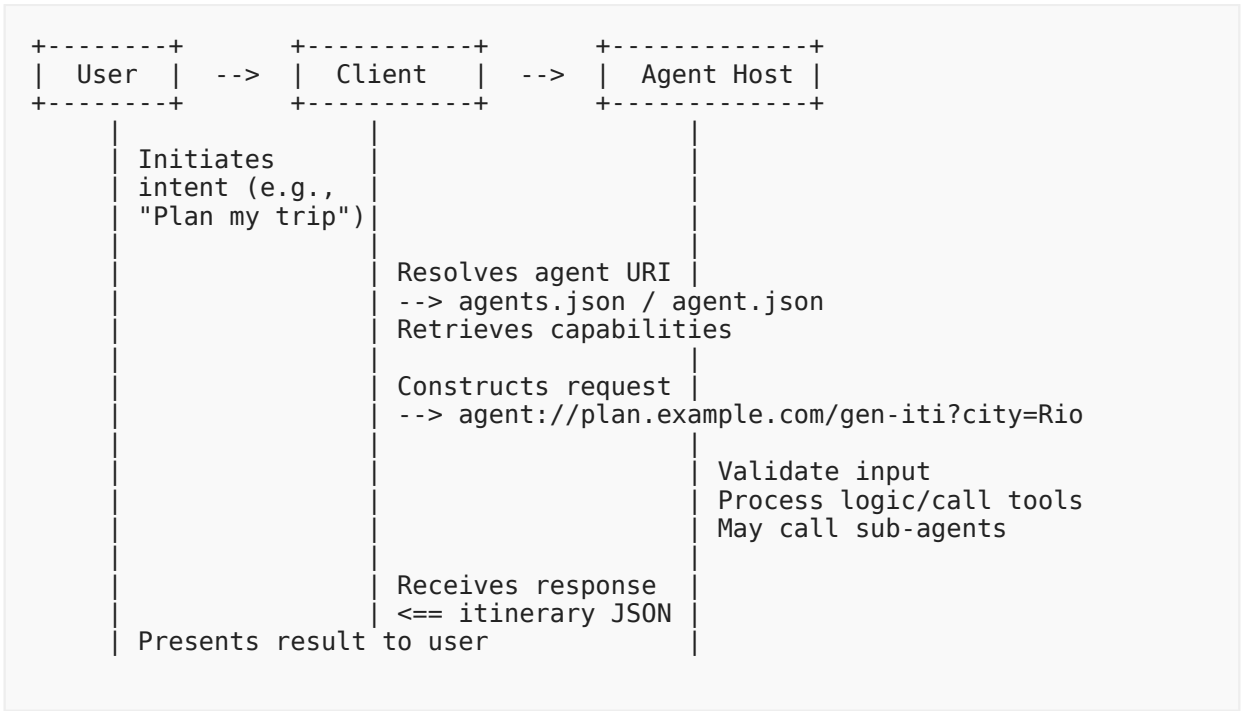 +--------+       +-----------+       +-------------+
|  User  |  -->  |  Client   |  -->  |  Agent Host |
+--------+       +-----------+       +-------------+
     |                |                    |
     | Initiates      |                    |
     | intent (e.g.,  |                    |
     | "Plan my trip")|                    |
     |                |                    |
     |                | Resolves agent URI |
     |                | --> agents.json / agent.json
     |                | Retrieves capabilities
     |                |                    |
     |                | Constructs request |
     |                | --> agent://plan.example.com/gen-iti?city=Rio
     |                |                    |
     |                |                    | Validate input
     |                |                    | Process logic/call tools
     |                |                    | May call sub-agents
     |                |                    |
     |                | Receives response  |
     |                | <== itinerary JSON |
     | Presents result to user             |